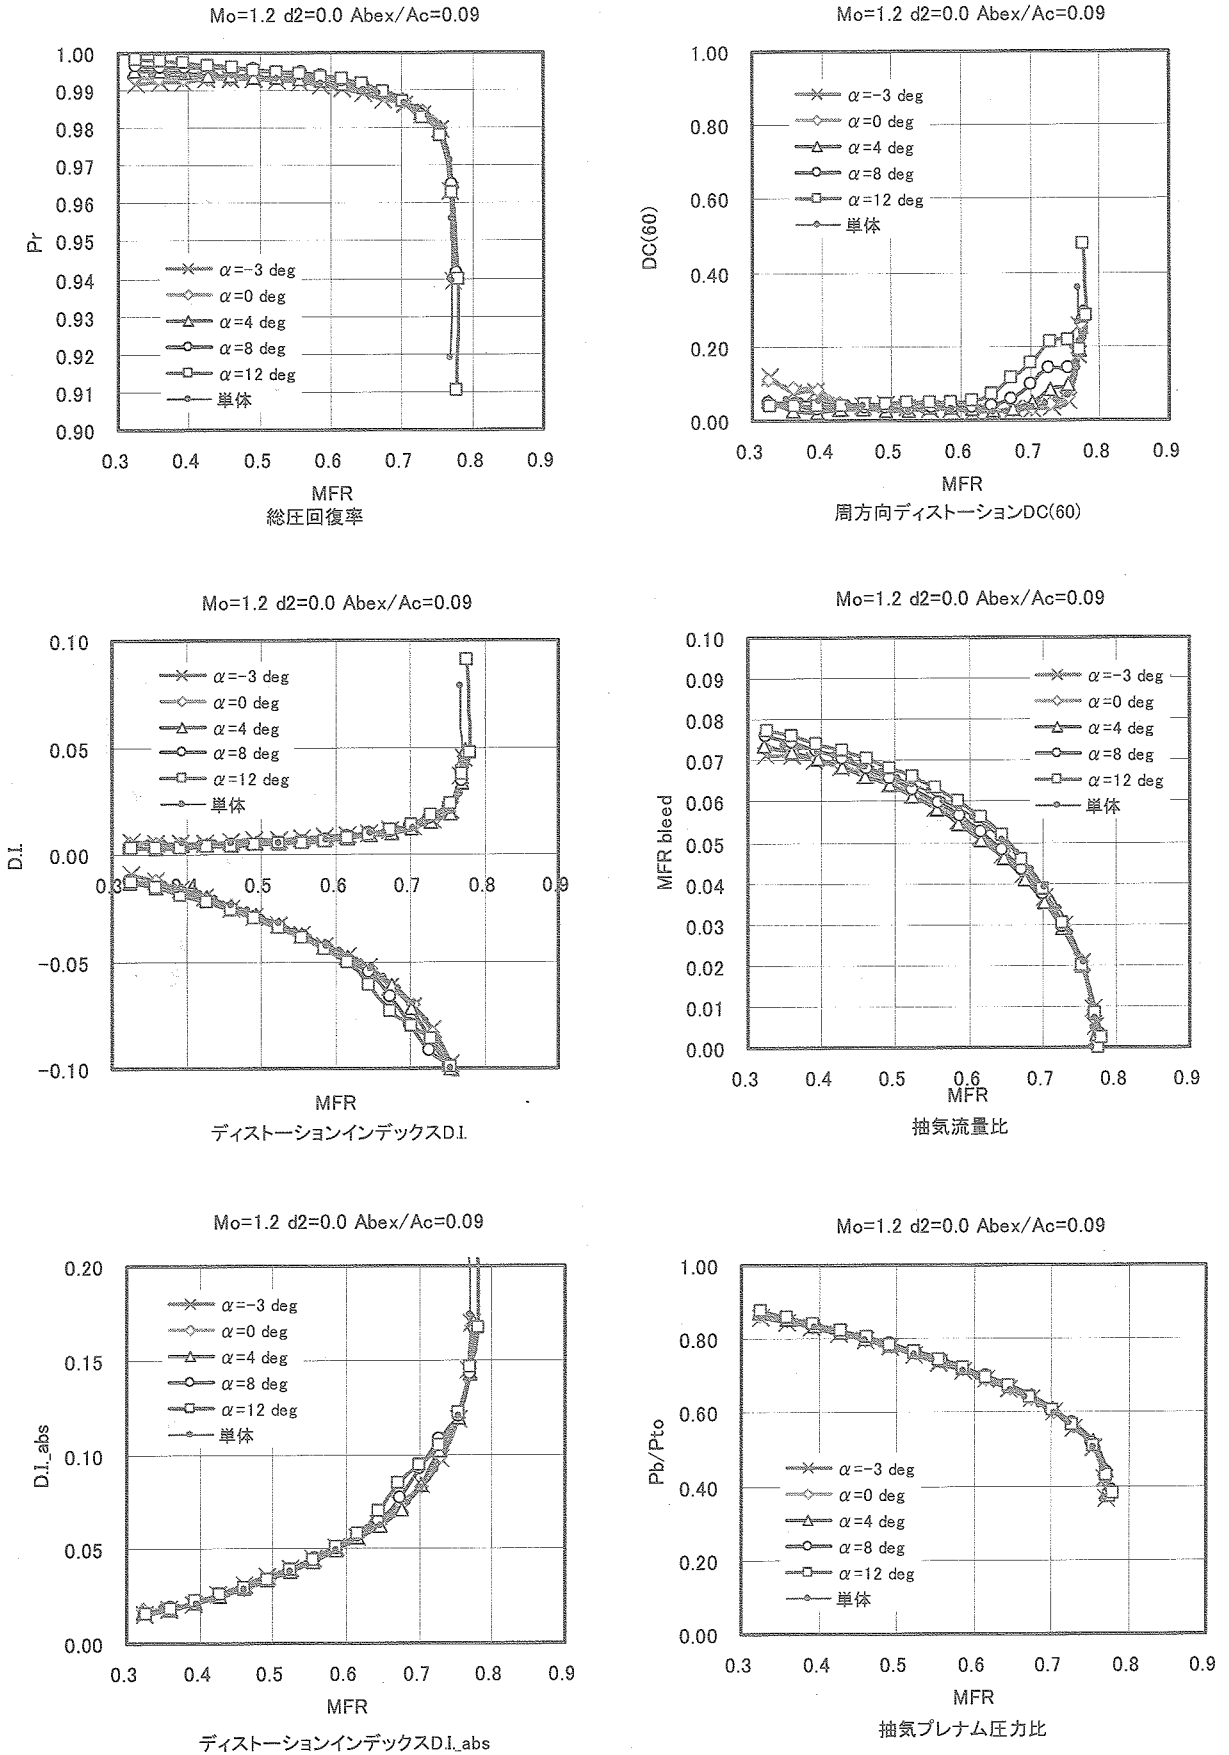 Mo=1.2 d2=0.0 Abex/Ac=0.09
1.00
0.99
0.98
0.97
0.96
0.95
0.94
0.93
0.92
0.91
0.90
Pr
α=-3 deg
α=0 deg
α=4 deg
α=8 deg
α=12 deg
単体
0.3 0.4 0.5 0.6 0.7 0.8 0.9
MFR
総圧回復率
Mo=1.2 d2=0.0 Abex/Ac=0.09
1.00
0.80
0.60
0.40
0.20
0.00
DC(60)
α=-3 deg
α=0 deg
α=4 deg
α=8 deg
α=12 deg
単体
0.3 0.4 0.5 0.6 0.7 0.8 0.9
MFR
周方向ディストーションDC(60)
Mo=1.2 d2=0.0 Abex/Ac=0.09
0.10
0.05
0.00
-0.05
-0.10
D.I.
α=-3 deg
α=0 deg
α=4 deg
α=8 deg
α=12 deg
単体
0.3 0.4 0.5 0.6 0.7 0.8 0.9
MFR
ディストーションインデックスD.I.
Mo=1.2 d2=0.0 Abex/Ac=0.09
0.10
0.09
0.08
0.07
0.06
0.05
0.04
0.03
0.02
0.01
0.00
MFR bleed
α=-3 deg
α=0 deg
α=4 deg
α=8 deg
α=12 deg
単体
0.3 0.4 0.5 0.6 0.7 0.8 0.9
MFR
抽気流量比
Mo=1.2 d2=0.0 Abex/Ac=0.09
0.20
0.15
0.10
0.05
0.00
D.I._abs
α=-3 deg
α=0 deg
α=4 deg
α=8 deg
α=12 deg
単体
0.3 0.4 0.5 0.6 0.7 0.8 0.9
MFR
ディストーションインデックスD.I._abs
Mo=1.2 d2=0.0 Abex/Ac=0.09
1.00
0.80
0.60
0.40
0.20
0.00
Pb/Pto
α=-3 deg
α=0 deg
α=4 deg
α=8 deg
α=12 deg
単体
0.3 0.4 0.5 0.6 0.7 0.8 0.9
MFR
抽気プレナム圧力比